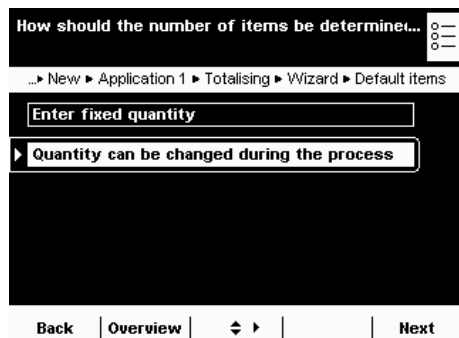 How should the number of items be determine...
...▸ New ▸ Application 1 ▸ Totalising ▸ Wizard ▸ Default items
Enter fixed quantity
Quantity can be changed during the process
Back Overview Next